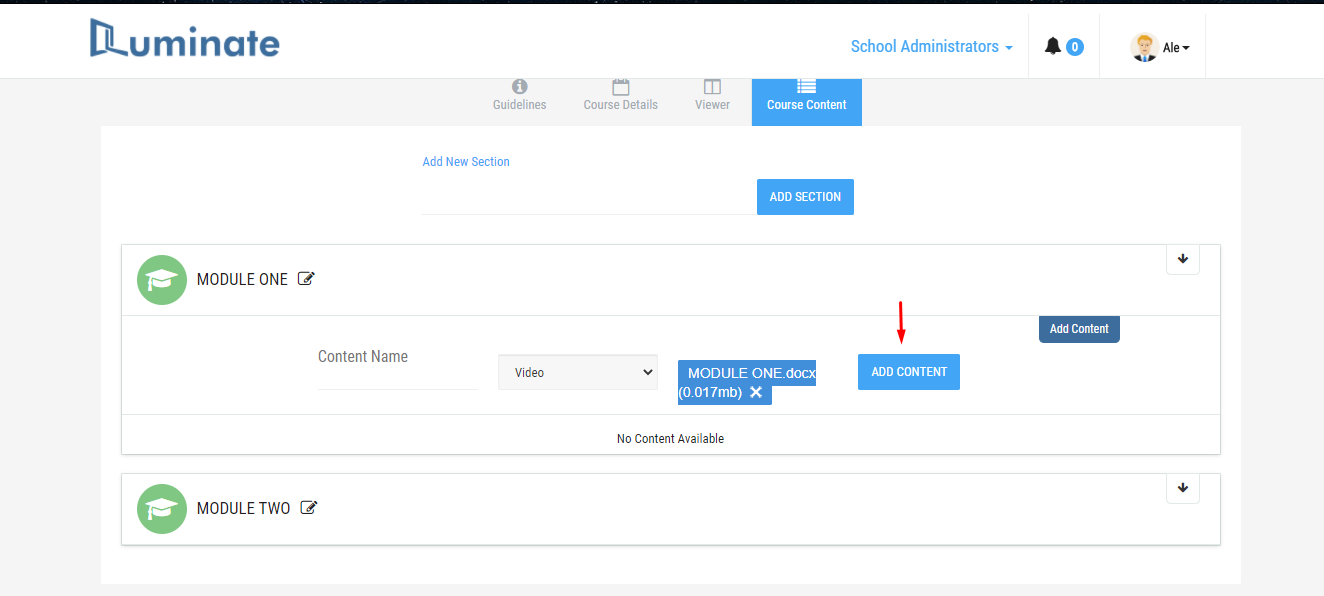 Luminate
School Administrators
0
Ale
Guidelines
Course Details
Viewer
Course Content
Add New Section
ADD SECTION
MODULE ONE
Add Content
Content Name
Video
MODULE ONE.docx
(0.017mb)
ADD CONTENT
No Content Available
MODULE TWO